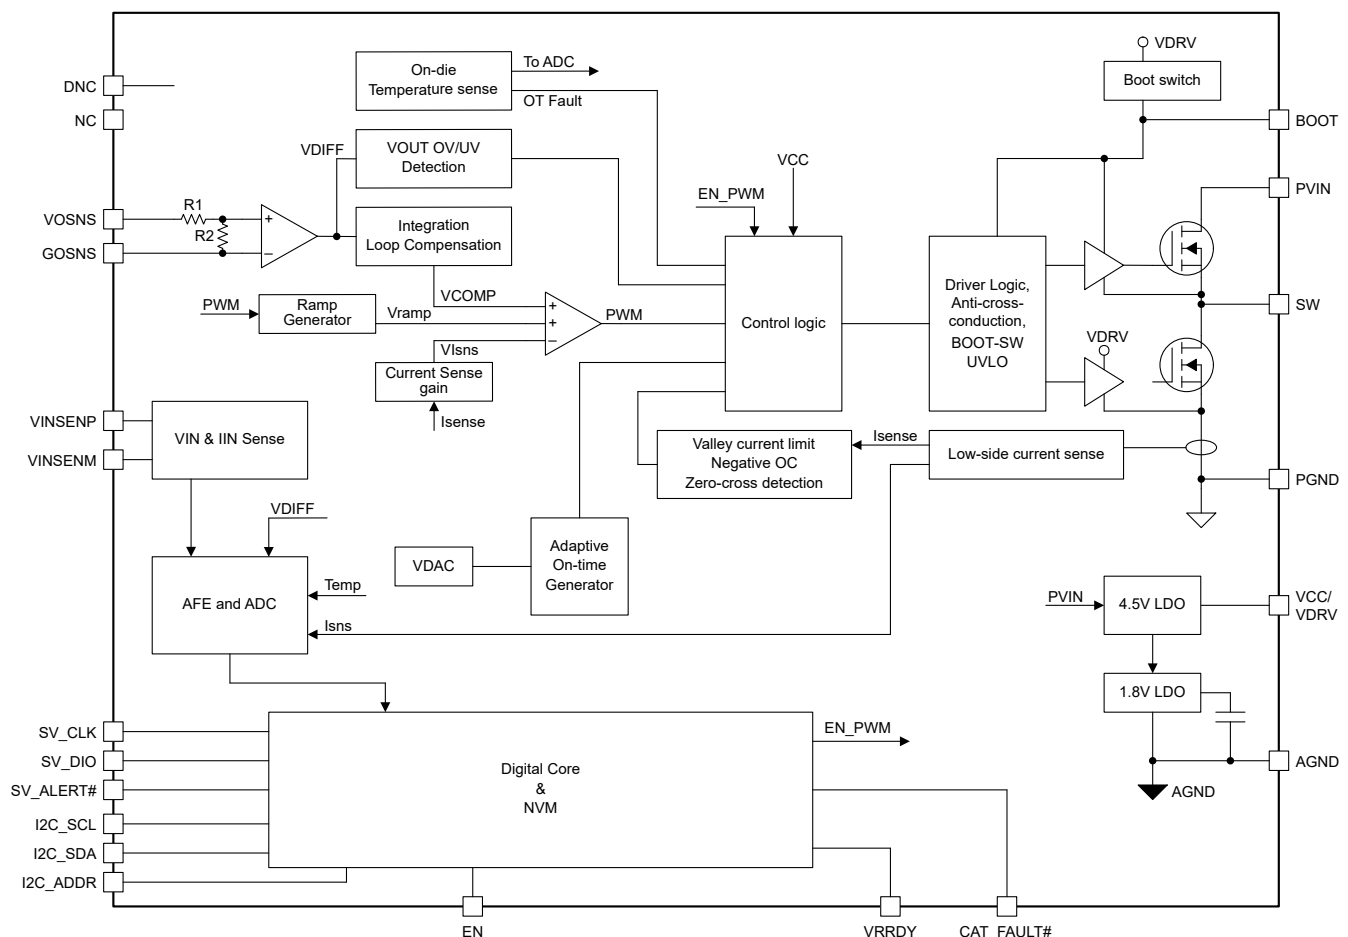 VDRV
Boot switch
BOOT
PVIN
SW
PGND
VCC/
VDRV
AGND
DNC
NC
VOSNS
GOSNS
VINSENP
VINSENM
SV_CLK
SV_DIO
SV_ALERT#
I2C_SCL
I2C_SDA
I2C_ADDR
EN
VRRDY
CAT_FAULT#
On-die
Temperature sense
To ADC
OT Fault
VDIFF
VOUT OV/UV
Detection
R1
R2
+
–
Integration
Loop Compensation
VCOMP
PWM
Ramp
Generator
Vramp
+
+
–
PWM
VIsns
Current Sense
gain
Isense
EN_PWM
VCC
Control logic
Driver Logic,
Anti-cross-
conduction,
BOOT-SW
UVLO
VDRV
VIN & IIN Sense
Valley current limit
Negative OC
Zero-cross detection
Isense
Low-side current sense
VDIFF
VDAC
Adaptive
On-time
Generator
AFE and ADC
Temp
Isns
PVIN
4.5V LDO
1.8V LDO
AGND
Digital Core
&
NVM
EN_PWM